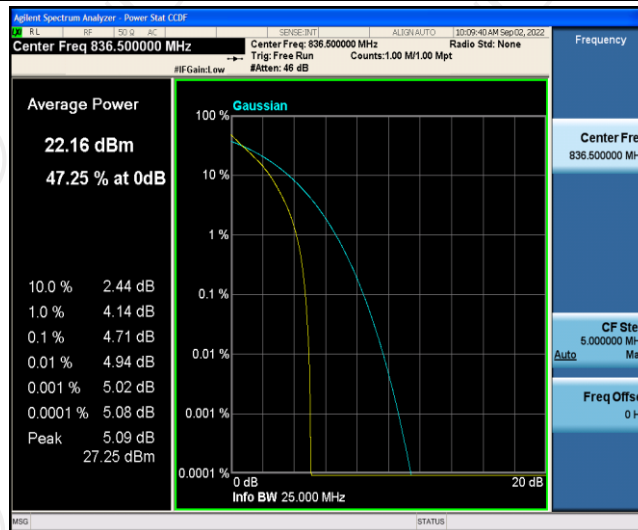 Agilent Spectrum Analyzer - Power Stat CCDF
RL RF 50 Ω AC SENSE:INT ALIGN AUTO 10:09:40 AM Sep 02, 2022
Center Freq 836.500000 MHz
Center Freq: 836.500000 MHz Radio Std: None
Trig: Free Run Counts:1.00 M/1.00 Mpt
#IFGain:Low #Atten: 46 dB
Frequency
Average Power
22.16 dBm
47.25 % at 0dB
10.0 % 2.44 dB
1.0 % 4.14 dB
0.1 % 4.71 dB
0.01 % 4.94 dB
0.001 % 5.02 dB
0.0001 % 5.08 dB
Peak 5.09 dB
27.25 dBm
Gaussian
100 %
10 %
1 %
0.1 %
0.01 %
0.001 %
0.0001 %
0 dB 20 dB
Info BW 25.000 MHz
Center Fre
836.500000 MH
CF Ste
5.000000 MH
Auto Ma
Freq Offs
0 H
MSG STATUS